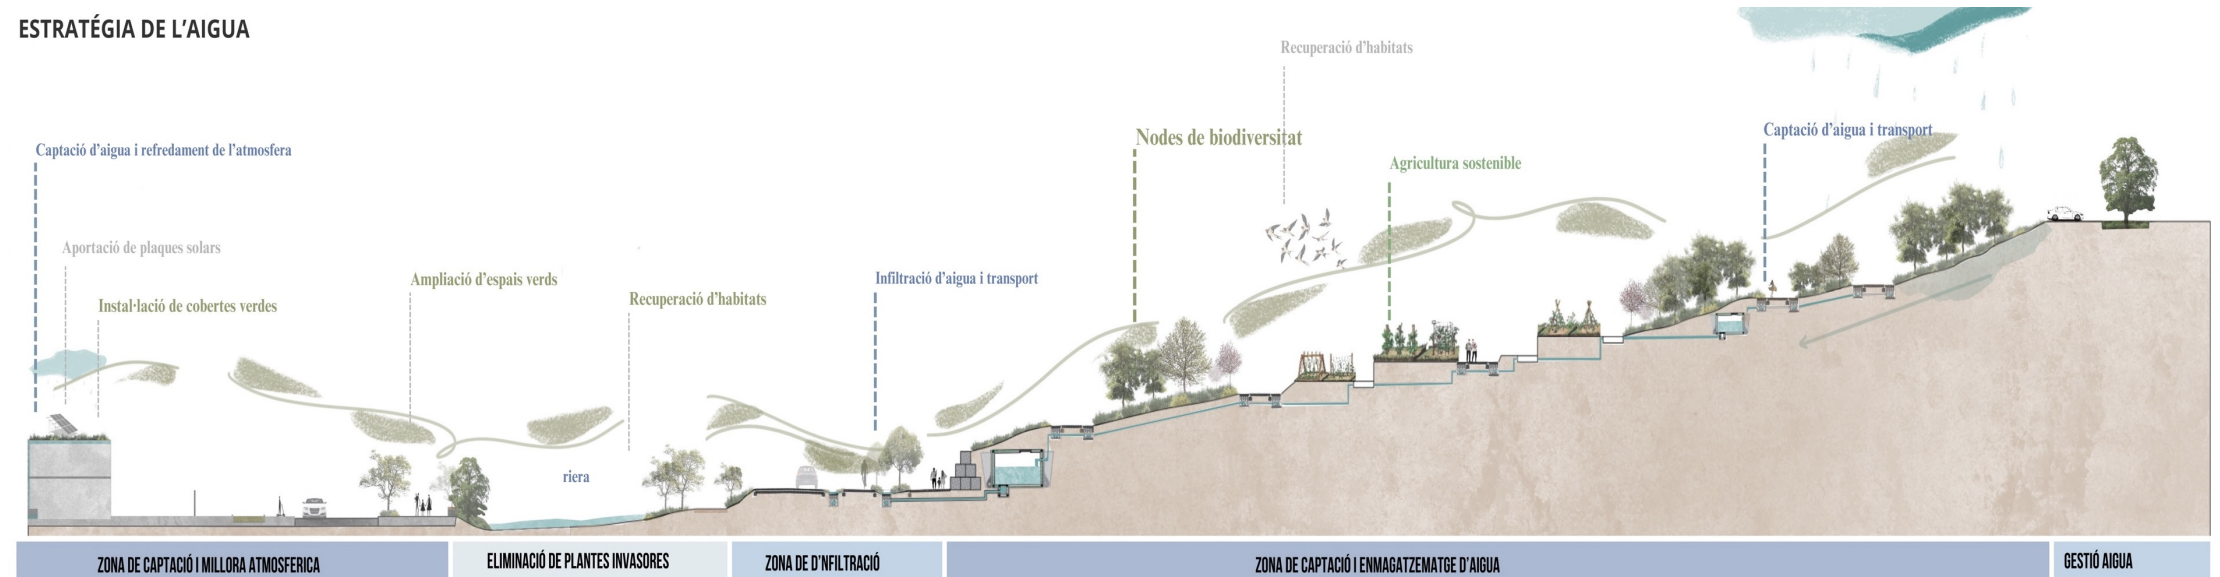 ESTRATÉGIA DE L'AIGUA
Recuperació d'habitats
Captació d'aigua i transport
Nodes de biodiversitat
Captació d'aigua i refredament de l'atmosfera
Agricultura sostenible
Aportació de plaques solars
Ampliació d'espais verds
Infiltració d'aigua i transport
Instal·lació de cobertes verdes
Recuperació d'habitats
riera
ZONA DE CAPTACIÓ I MILLORA ATMOSFERICA
ELIMINACIÓ DE PLANTES INVASORES
ZONA DE D'NFILTRACIÓ
ZONA DE CAPTACIÓ I ENMAGATZEMATGE D'AIGUA
GESTIÓ AIGUA